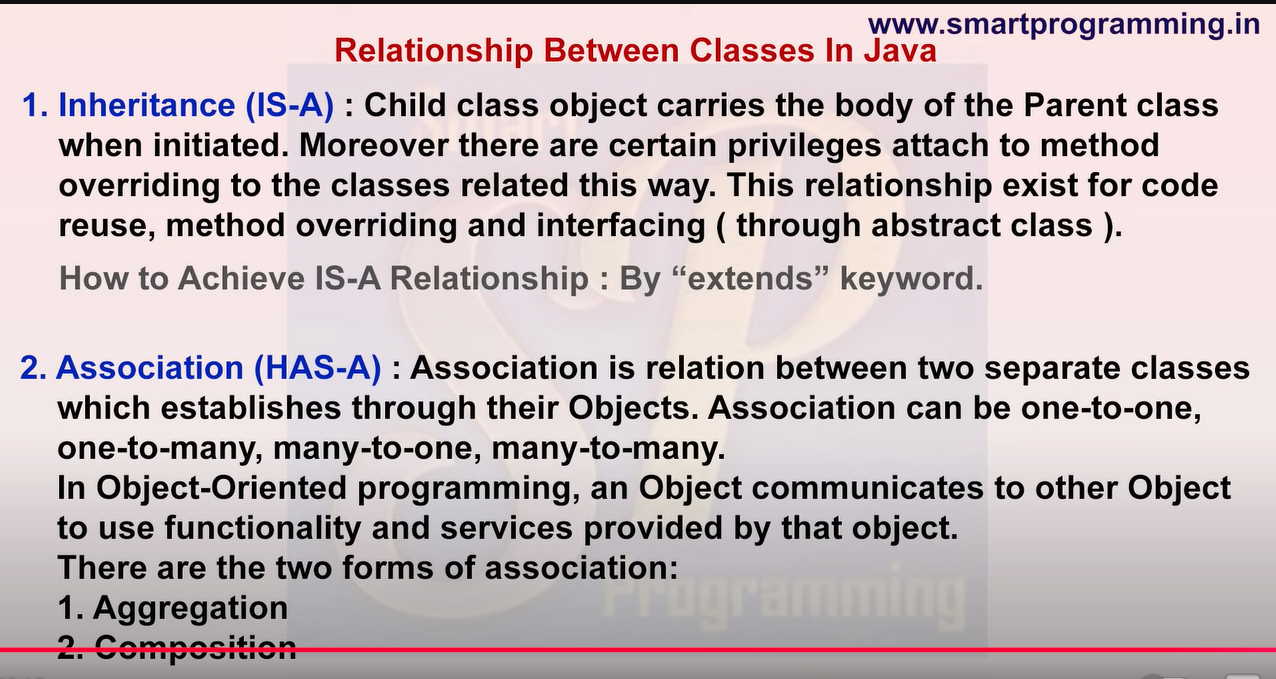 www.smartprogramming.in
Relationship Between Classes In Java
1. Inheritance (IS-A) : Child class object carries the body of the Parent class
when initiated. Moreover there are certain privileges attach to method
overriding to the classes related this way. This relationship exist for code
reuse, method overriding and interfacing ( through abstract class ).
How to Achieve IS-A Relationship : By “extends” keyword.
2. Association (HAS-A) : Association is relation between two separate classes
which establishes through their Objects. Association can be one-to-one,
one-to-many, many-to-one, many-to-many.
In Object-Oriented programming, an Object communicates to other Object
to use functionality and services provided by that object.
There are the two forms of association:
1. Aggregation
Programming
2. Composition